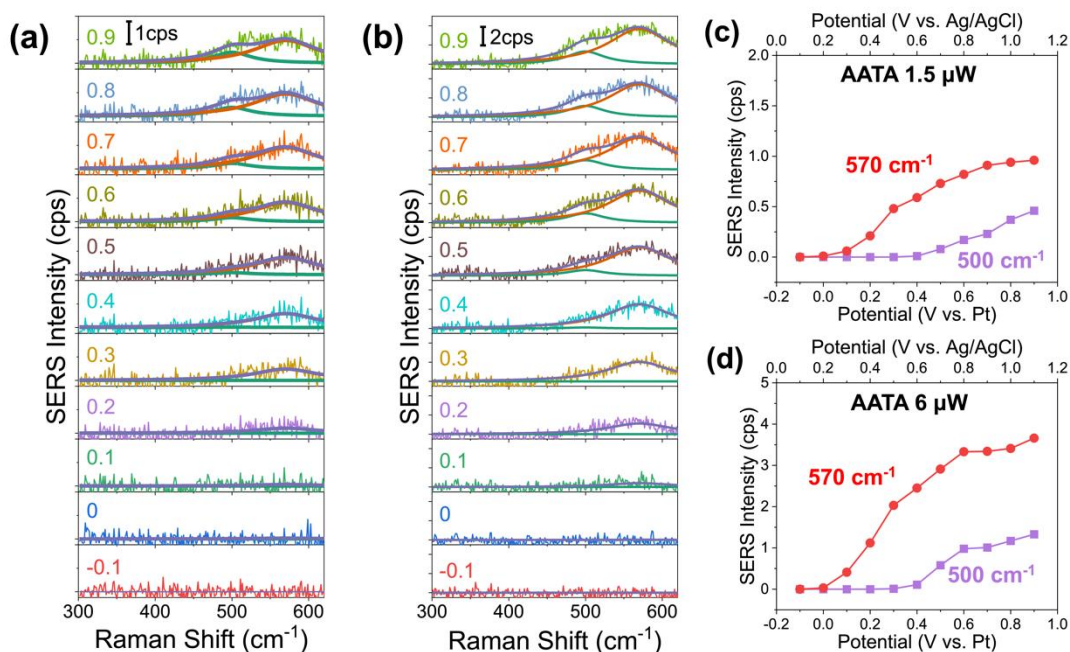 (a)
1cps
0.9
0.8
0.7
0.6
0.5
0.4
0.3
0.2
0.1
0
-0.1
SERS Intensity (cps)
300 400 500 600
Raman Shift (cm⁻¹)
(b)
2cps
0.9
0.8
0.7
0.6
0.5
0.4
0.3
0.2
0.1
0
-0.1
SERS Intensity (cps)
300 400 500 600
Raman Shift (cm⁻¹)
(c)
Potential (V vs. Ag/AgCl)
0.0 0.2 0.4 0.6 0.8 1.0 1.2
AATA 1.5 µW
2.0
1.5
1.0
0.5
0.0
SERS Intensity (cps)
570 cm⁻¹
500 cm⁻¹
-0.2 0.0 0.2 0.4 0.6 0.8 1.0
Potential (V vs. Pt)
(d)
Potential (V vs. Ag/AgCl)
0.0 0.2 0.4 0.6 0.8 1.0 1.2
AATA 6 µW
5
4
3
2
1
0
SERS Intensity (cps)
570 cm⁻¹
500 cm⁻¹
-0.2 0.0 0.2 0.4 0.6 0.8 1.0
Potential (V vs. Pt)